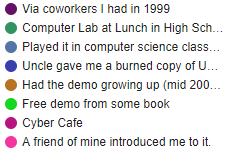 Via coworkers I had in 1999
Computer Lab at Lunch in High Sch...
Played it in computer science class...
Uncle gave me a burned copy of U...
Had the demo growing up (mid 200...
Free demo from some book
Cyber Cafe
A friend of mine introduced me to it.